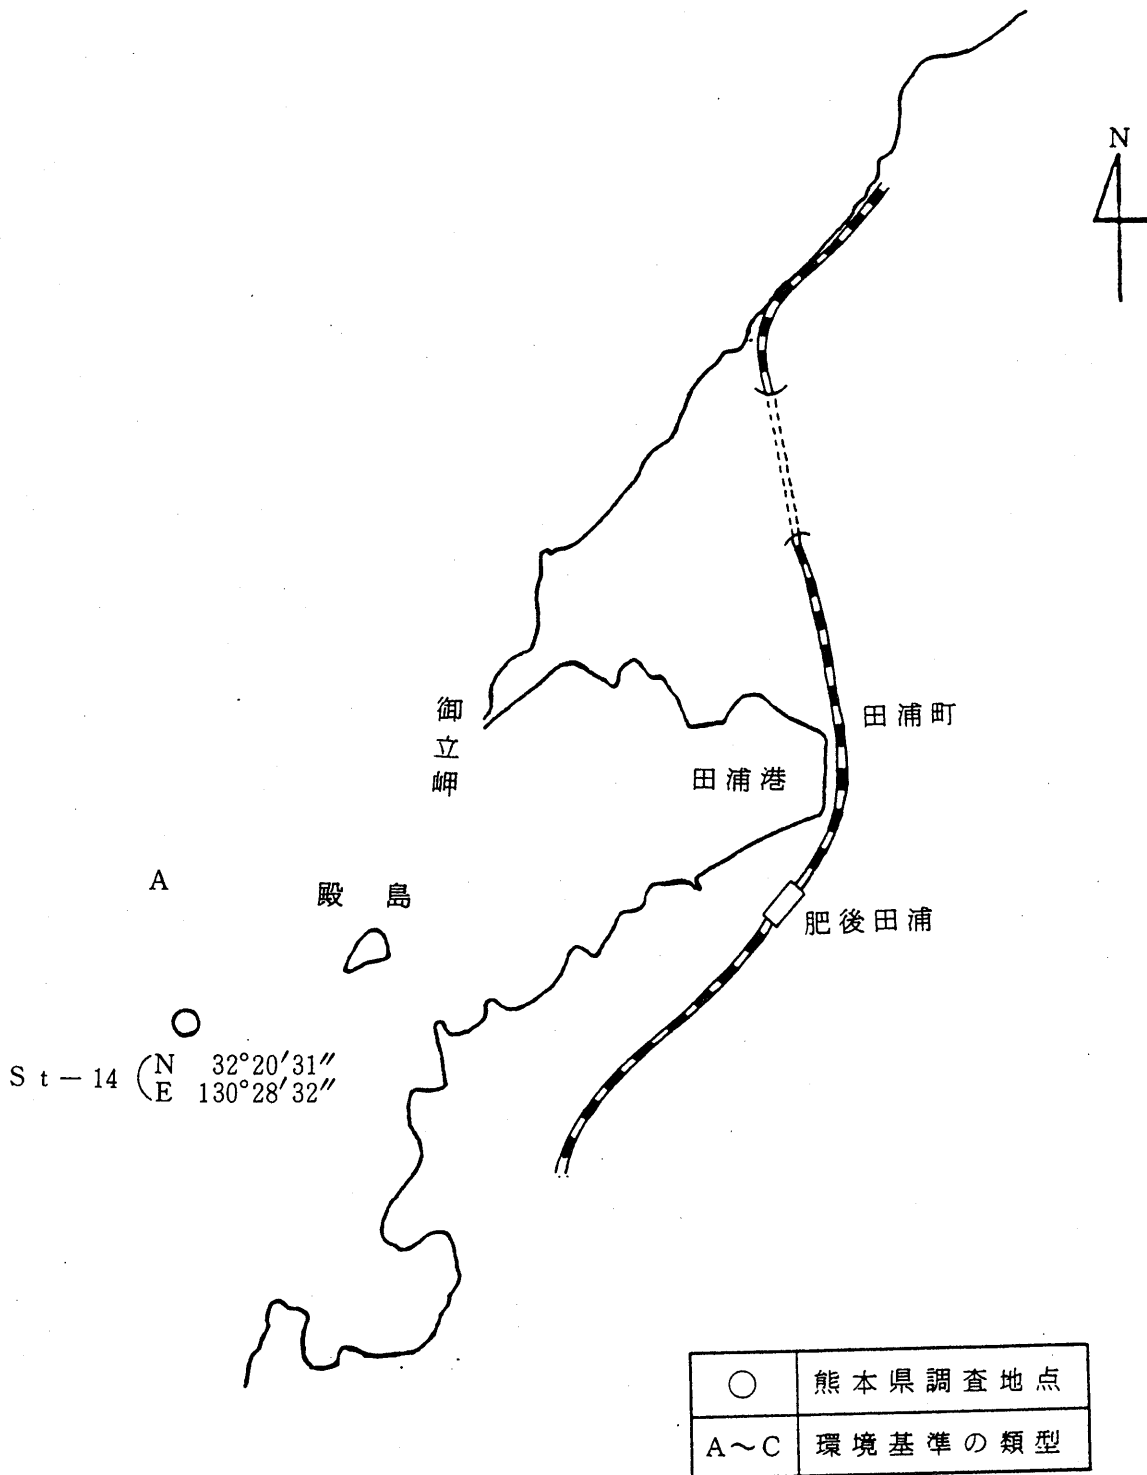 N
御立岬
田浦町
田浦港
A
殿島
肥後田浦
St－14 (N 32°20′31″
E 130°28′32″
○ 熊本県調査地点
A～C 環境基準の類型